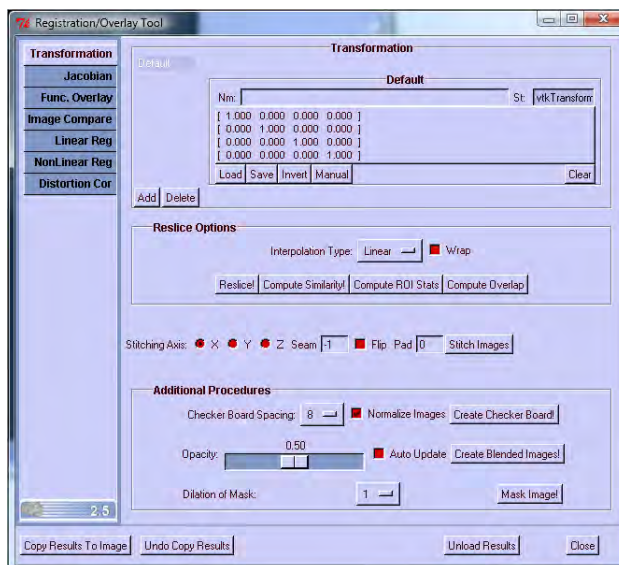 Registration/Overlay Tool
Transformation
Jacobian
Func. Overlay
Image Compare
Linear Reg
NonLinear Reg
Distortion Cor
2.5
Transformation
Default
Default
Nm: St: vtkTransform
[ 1.000 0.000 0.000 0.000 ]
[ 0.000 1.000 0.000 0.000 ]
[ 0.000 0.000 1.000 0.000 ]
[ 0.000 0.000 0.000 1.000 ]
Load Save Invert Manual Clear
Add Delete
Reslice Options
Interpolation Type: Linear Wrap
Reslice! Compute Similarity! Compute ROI Stats Compute Overlap
Stitching Axis: X Y Z Seam -1 Flip Pad 0 Stitch Images
Additional Procedures
Checker Board Spacing: 8 Normalize Images Create Checker Board!
0.50
Opacity: Auto Update Create Blended Images!
Dilation of Mask: 1 Mask Image!
Copy Results To Image Undo Copy Results Unload Results Close